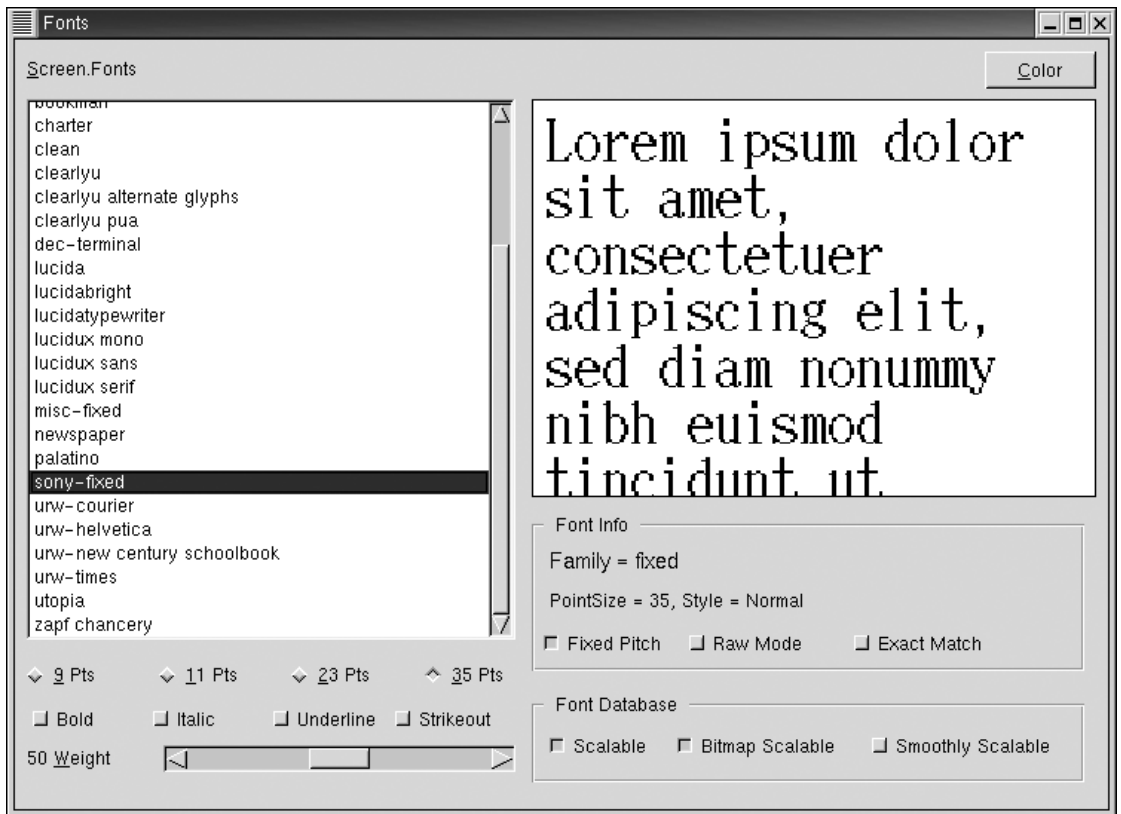 Fonts
Screen.Fonts
Color
bookman
charter
clean
clearlyu
clearlyu alternate glyphs
clearlyu pua
dec-terminal
lucida
lucidabright
lucidatypewriter
lucidux mono
lucidux sans
lucidux serif
misc-fixed
newspaper
palatino
sony-fixed
urw-courier
urw-helvetica
urw-new century schoolbook
urw-times
utopia
zapf chancery
9 Pts 11 Pts 23 Pts 35 Pts
Bold Italic Underline Strikeout
50 Weight
Lorem ipsum dolor
sit amet,
consectetuer
adipiscing elit,
sed diam nonummy
nibh euismod
tincidunt ut
Font Info
Family = fixed
PointSize = 35, Style = Normal
Fixed Pitch Raw Mode Exact Match
Font Database
Scalable Bitmap Scalable Smoothly Scalable